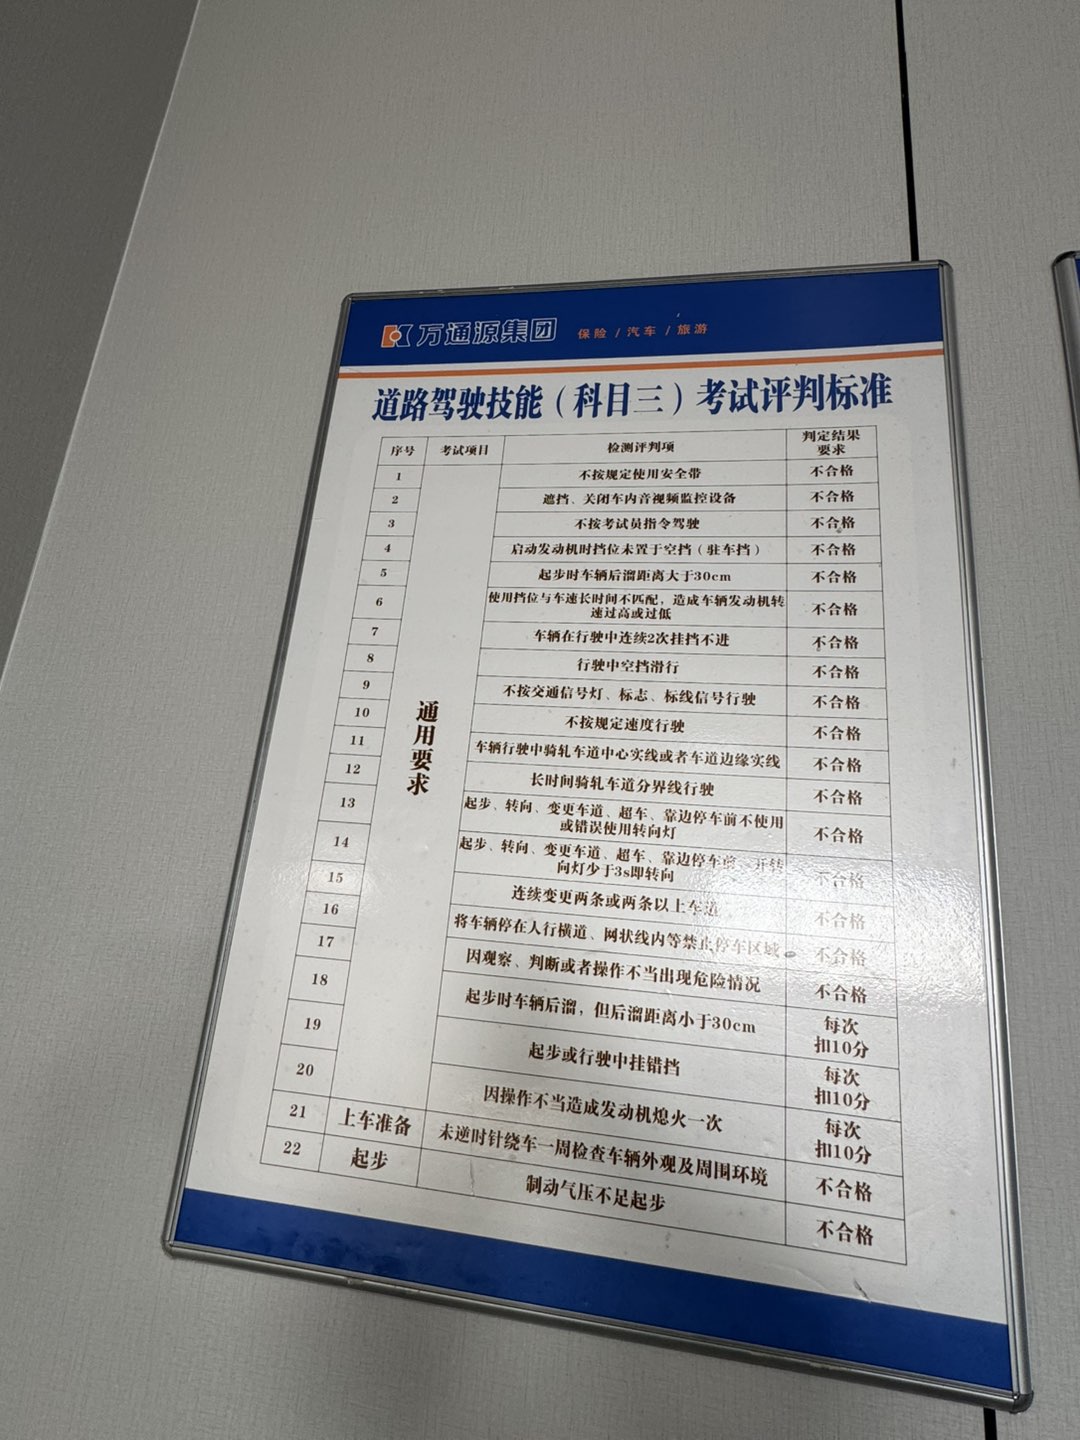 万通源集团 保险 / 汽车 / 旅游
道路驾驶技能（科目三）考试评判标准
序号 考试项目 检测评判项 判定结果要求
通用要求
1 不按规定使用安全带 不合格
2 遮挡、关闭车内音视频监控设备 不合格
3 不按考试员指令驾驶 不合格
4 启动发动机时挡位未置于空挡（驻车挡） 不合格
5 起步时车辆后溜距离大于30cm 不合格
6 使用挡位与车速长时间不匹配，造成车辆发动机转
速过高或过低 不合格
7 车辆在行驶中连续2次挂挡不进 不合格
8 行驶中空挡滑行 不合格
9 不按交通信号灯、标志、标线信号行驶 不合格
10 不按规定速度行驶 不合格
11 车辆行驶中骑轧车道中心实线或者车道边缘实线 不合格
12 长时间骑轧车道分界线行驶 不合格
13 起步、转向、变更车道、超车、靠边停车前不使用
或错误使用转向灯 不合格
14 起步、转向、变更车道、超车、靠边停车前、开转
向灯少于3s即转向 不合格
15 连续变更两条或两条以上车道 不合格
16 将车辆停在人行横道、网状线内等禁止停车区域 不合格
17 因观察、判断或者操作不当出现危险情况 不合格
18 起步时车辆后溜，但后溜距离小于30cm 每次
扣10分
19 起步或行驶中挂错挡 每次
扣10分
20 因操作不当造成发动机熄火一次 每次
扣10分
21 上车准备 未逆时针绕车一周检查车辆外观及周围环境 不合格
22 起步 制动气压不足起步 不合格